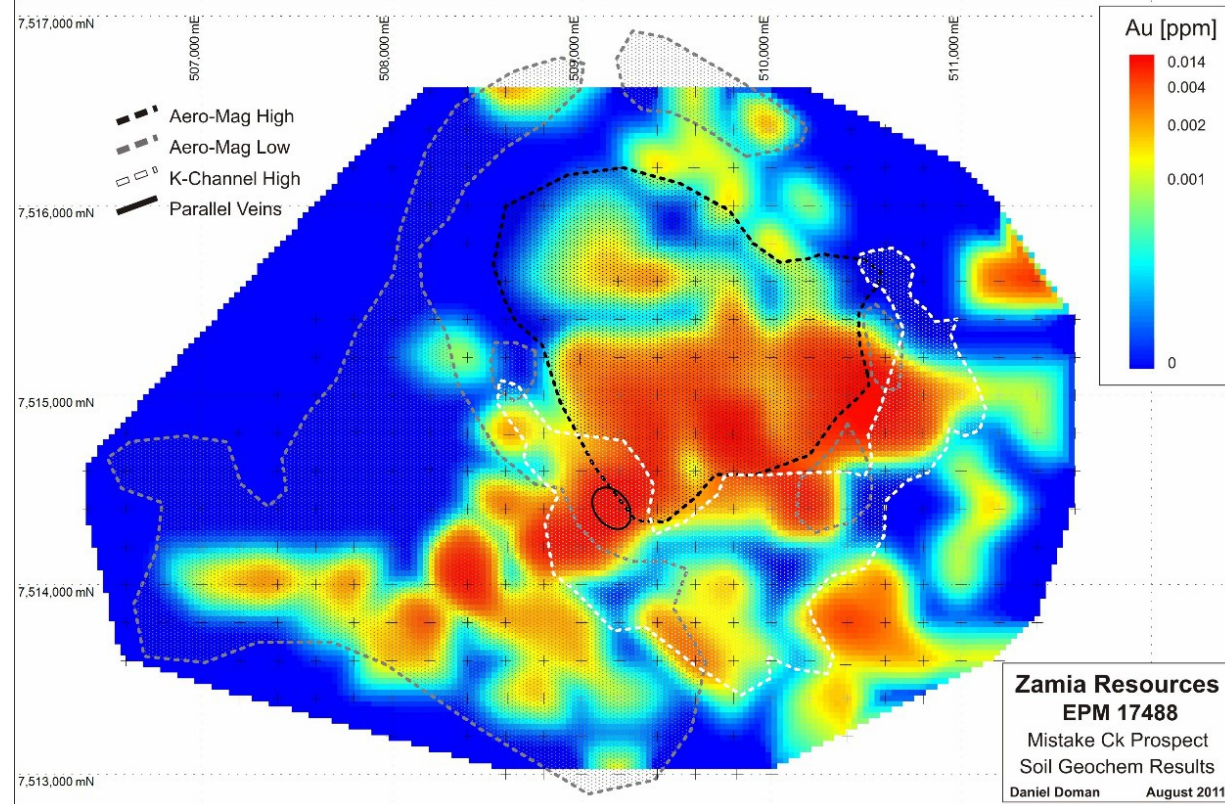 7,517,000 mN
507,000 mE
508,000 mE
509,000 mE
510,000 mE
511,000 mE
Au [ppm]
0.014
0.004
0.002
0.001
0
Aero-Mag High
Aero-Mag Low
K-Channel High
Parallel Veins
7,516,000 mN
7,515,000 mN
7,514,000 mN
7,513,000 mN
Zamia Resources
EPM 17488
Mistake Ck Prospect
Soil Geochem Results
Daniel Doman August 2011